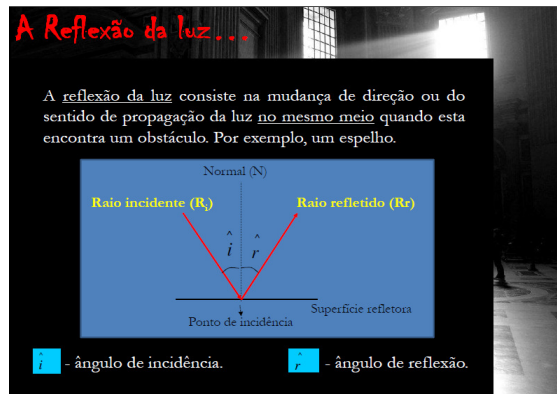 A Reflexão da luz...
A reflexão da luz consiste na mudança de direção ou do
sentido de propagação da luz no mesmo meio quando esta
encontra um obstáculo. Por exemplo, um espelho.
Normal (N)
Raio incidente (Ri)
Raio refletido (Rr)
î r̂
Superfície refletora
Ponto de incidência
î - ângulo de incidência.
r̂ - ângulo de reflexão.